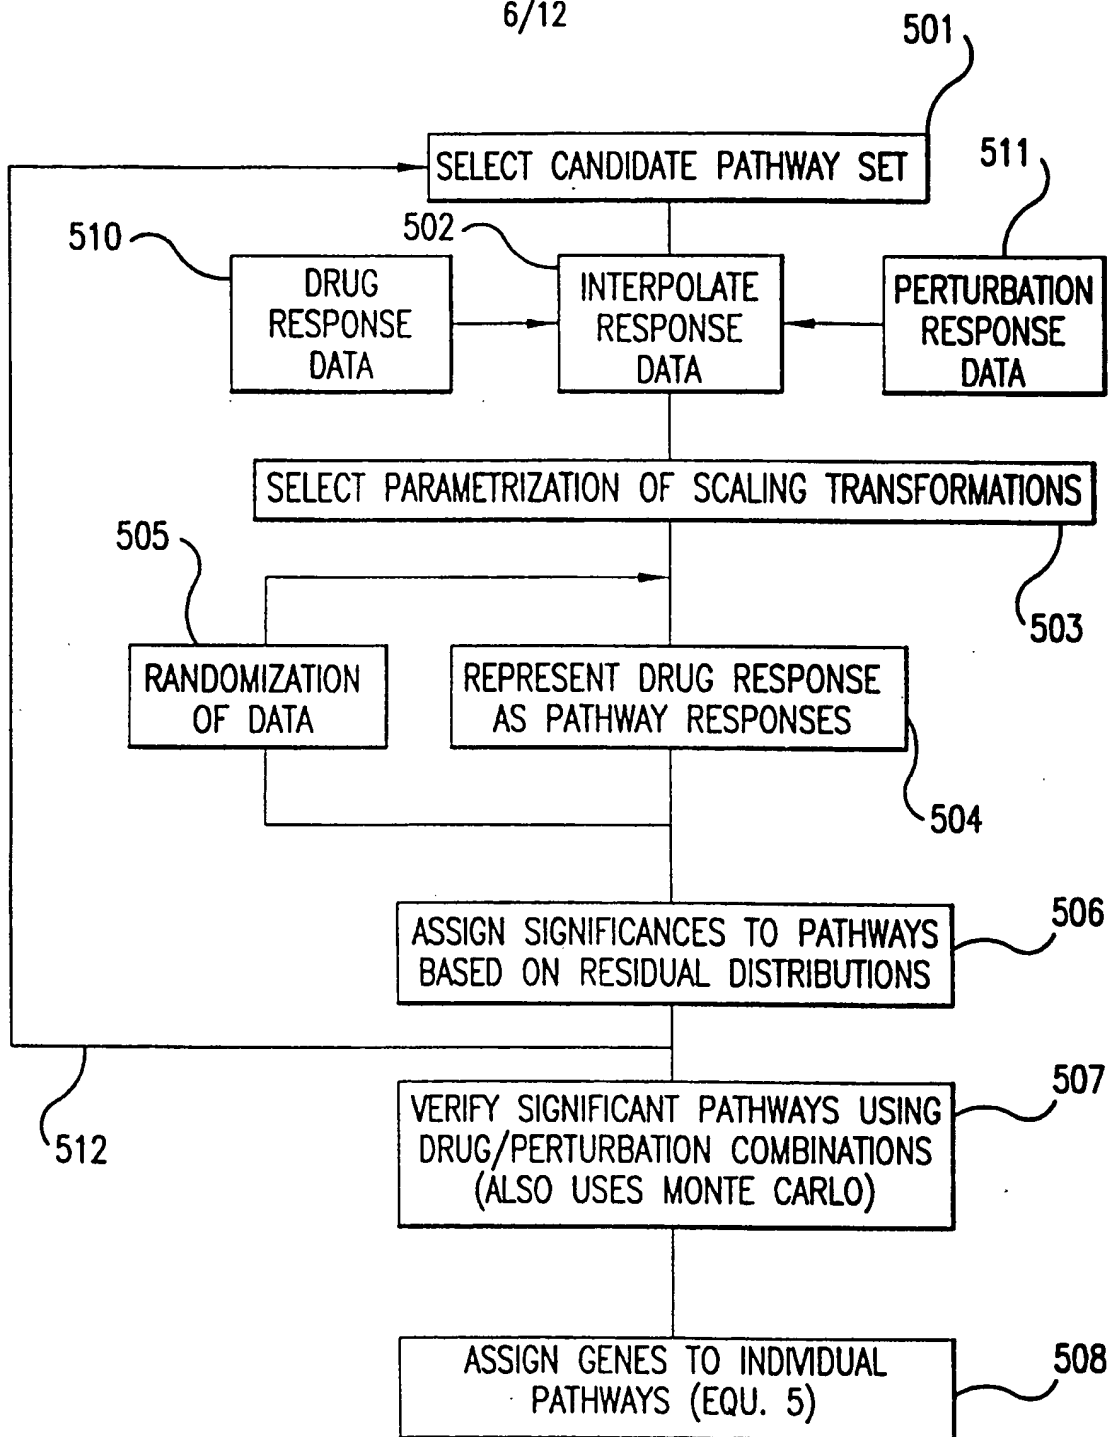 6/12
501
SELECT CANDIDATE PATHWAY SET
511
510
502
DRUG
RESPONSE
DATA
INTERPOLATE
RESPONSE
DATA
PERTURBATION
RESPONSE
DATA
SELECT PARAMETRIZATION OF SCALING TRANSFORMATIONS
505
503
RANDOMIZATION
OF DATA
REPRESENT DRUG RESPONSE
AS PATHWAY RESPONSES
504
506
ASSIGN SIGNIFICANCES TO PATHWAYS
BASED ON RESIDUAL DISTRIBUTIONS
507
512
VERIFY SIGNIFICANT PATHWAYS USING
DRUG/PERTURBATION COMBINATIONS
(ALSO USES MONTE CARLO)
508
ASSIGN GENES TO INDIVIDUAL
PATHWAYS (EQU. 5)